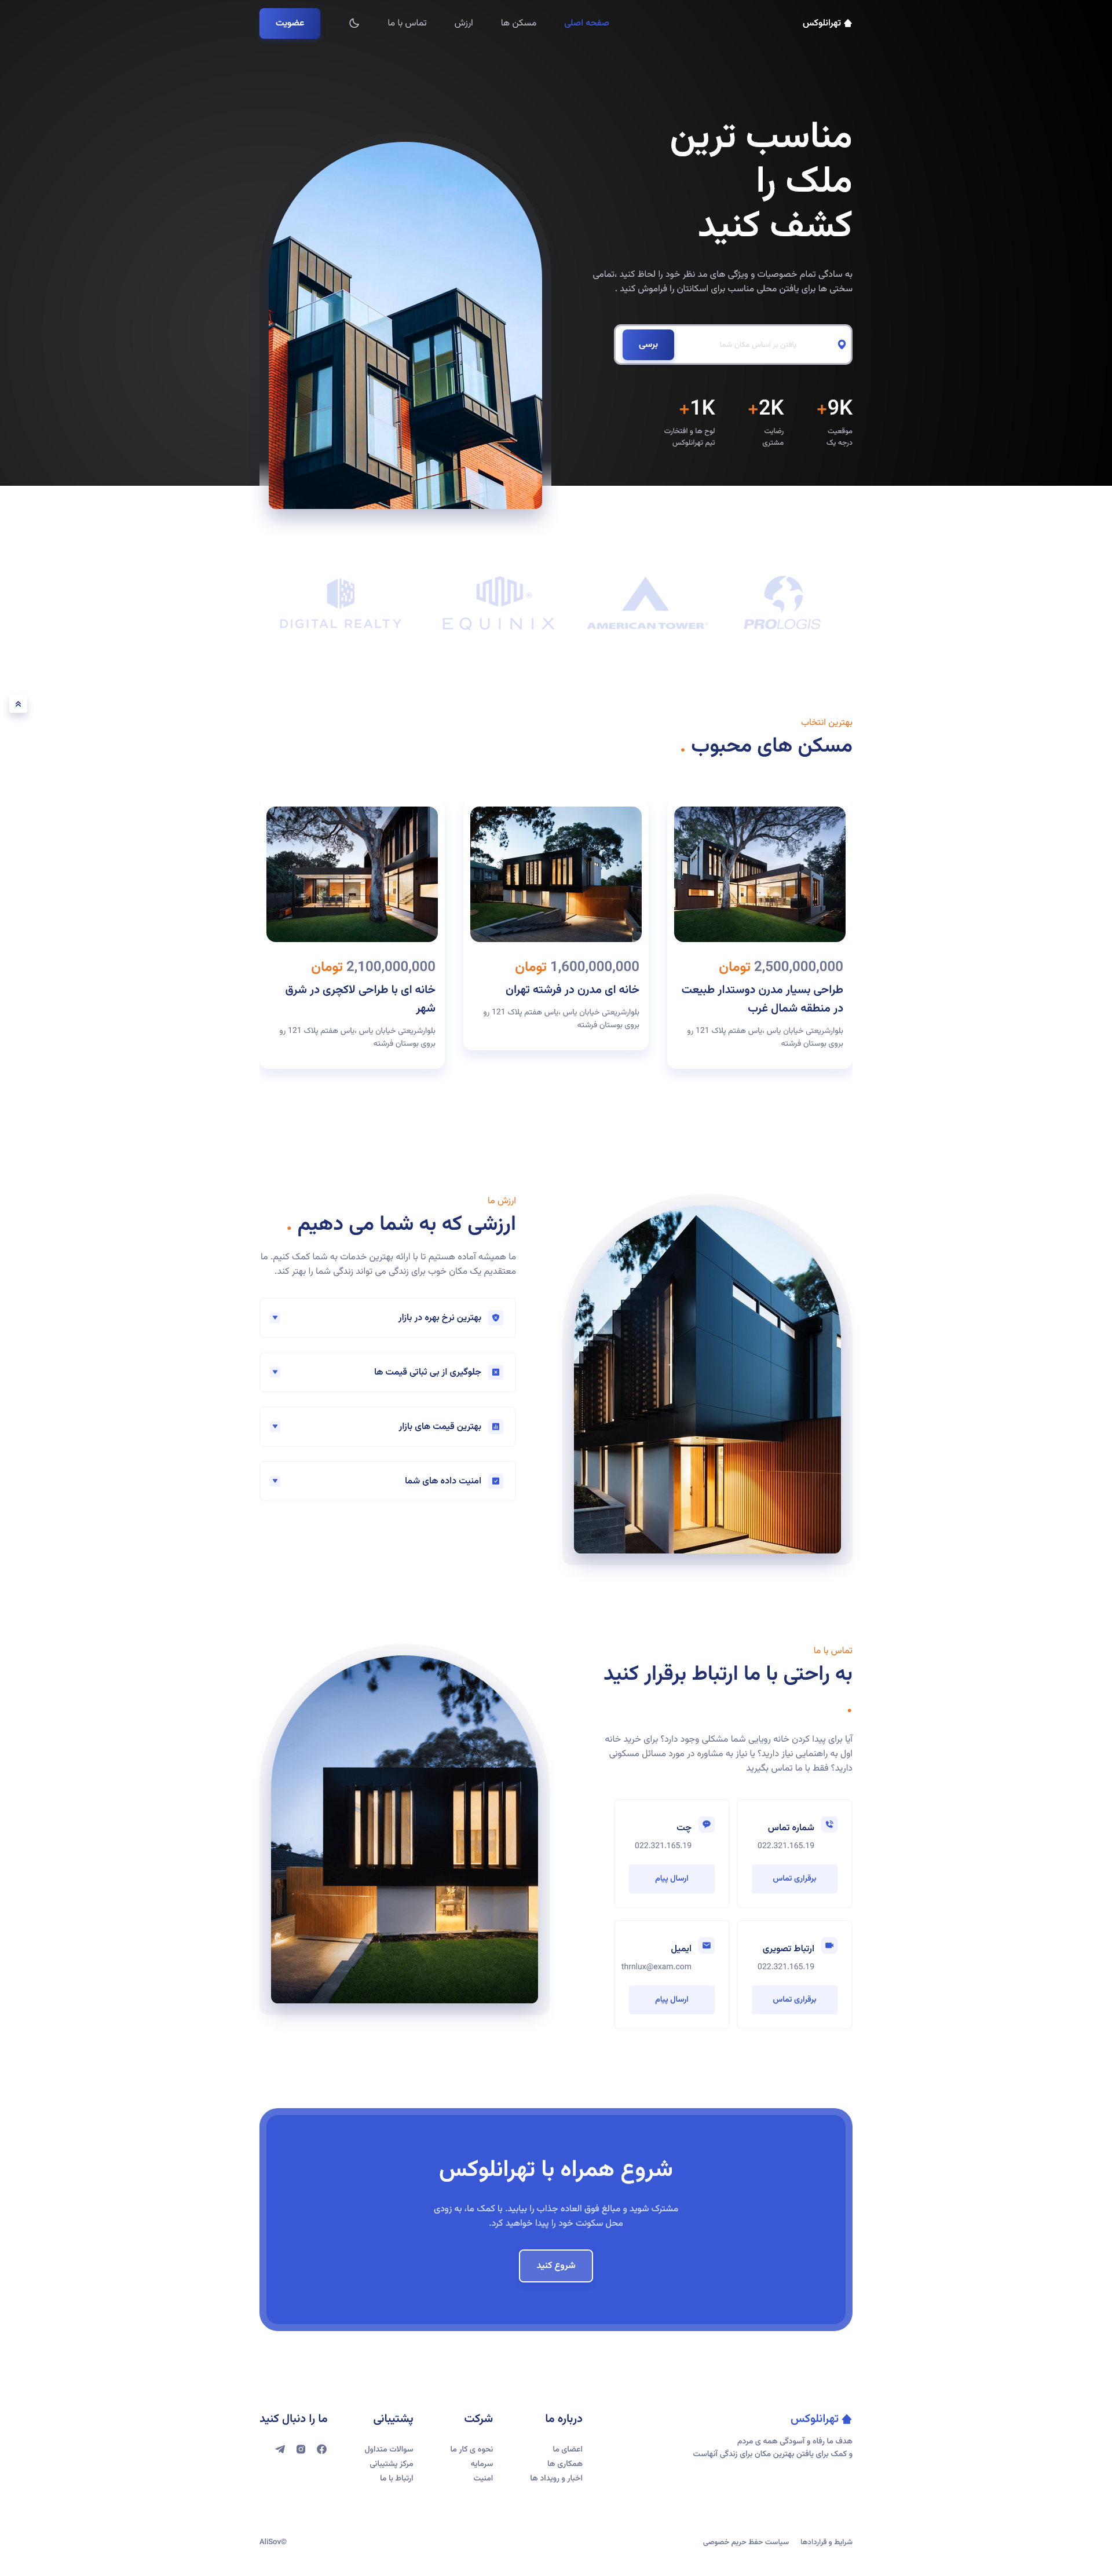 تهرانلوکس
صفحه اصلی
مسکن ها
ارزش
تماس با ما
عضویت
مناسب ترین
ملک را
کشف کنید
به سادگی تمام خصوصیات و ویژگی های مد نظر خود را لحاظ کنید ،تمامی
سختی ها برای یافتن محلی مناسب برای اسکانتان را فراموش کنید .
یافتن بر اساس مکان شما
برسی
9K+
موقعیت
درجه یک
2K+
رضایت
مشتری
1K+
لوح ها و افتخارت
تیم تهرانلوکس
PROLOGIS
AMERICAN TOWER®
EQUINIX
DIGITAL REALTY
بهترین انتخاب
مسکن های محبوب .
2,500,000,000 تومان
طراحی بسیار مدرن دوستدار طبیعت
در منطقه شمال غرب
بلوارشریعتی خیابان یاس ،یاس هفتم پلاک 121 رو
بروی بوستان فرشته
1,600,000,000 تومان
خانه ای مدرن در فرشته تهران
بلوارشریعتی خیابان یاس ،یاس هفتم پلاک 121 رو
بروی بوستان فرشته
2,100,000,000 تومان
خانه ای با طراحی لاکچری در شرق
شهر
بلوارشریعتی خیابان یاس ،یاس هفتم پلاک 121 رو
بروی بوستان فرشته
ارزش ما
ارزشی که به شما می دهیم .
ما همیشه آماده هستیم تا با ارائه بهترین خدمات به شما کمک کنیم. ما
معتقدیم یک مکان خوب برای زندگی می تواند زندگی شما را بهتر کند.
بهترین نرخ بهره در بازار
جلوگیری از بی ثباتی قیمت ها
بهترین قیمت های بازار
امنیت داده های شما
تماس با ما
به راحتی با ما ارتباط برقرار کنید
.
آیا برای پیدا کردن خانه رویایی شما مشکلی وجود دارد؟ برای خرید خانه
اول به راهنمایی نیاز دارید؟ یا نیاز به مشاوره در مورد مسائل مسکونی
دارید؟ فقط با ما تماس بگیرید
شماره تماس
022.321.165.19
برقراری تماس
چت
022.321.165.19
ارسال پیام
ارتباط تصویری
022.321.165.19
برقراری تماس
ایمیل
thrnlux@exam.com
ارسال پیام
شروع همراه با تهرانلوکس
مشترک شوید و مبالغ فوق العاده جذاب را بیابید. با کمک ما، به زودی
محل سکونت خود را پیدا خواهید کرد.
شروع کنید
تهرانلوکس
هدف ما رفاه و آسودگی همه ی مردم
و کمک برای یافتن بهترین مکان برای زندگی آنهاست
درباره ما
اعضای ما
همکاری ها
اخبار و رویداد ها
شرکت
نحوه ی کار ما
سرمایه
امنیت
پشتیبانی
سوالات متداول
مرکز پشتیبانی
ارتباط با ما
ما را دنبال کنید
شرایط و قراردادها
سیاست حفظ حریم خصوصی
AliSov©